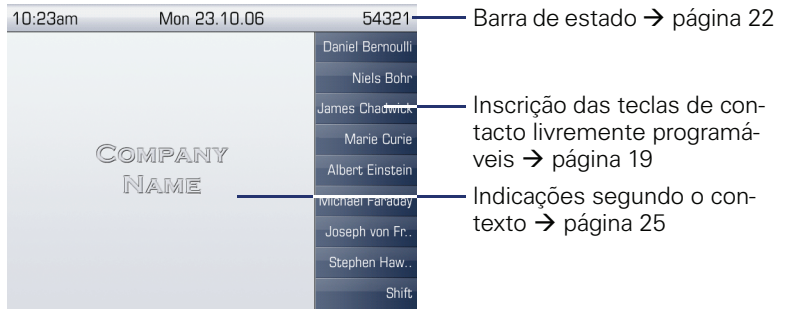 10:23am Mon 23.10.06 54321
Barra de estado → página 22
Daniel Bernoulli
Niels Bohr
James Chadwick
Marie Curie
Albert Einstein
Michael Faraday
Joseph von Fr..
Stephen Haw..
Shift
COMPANY
NAME
Inscrição das teclas de con-
tacto livremente programá-
veis → página 19
Indicações segundo o con-
texto → página 25